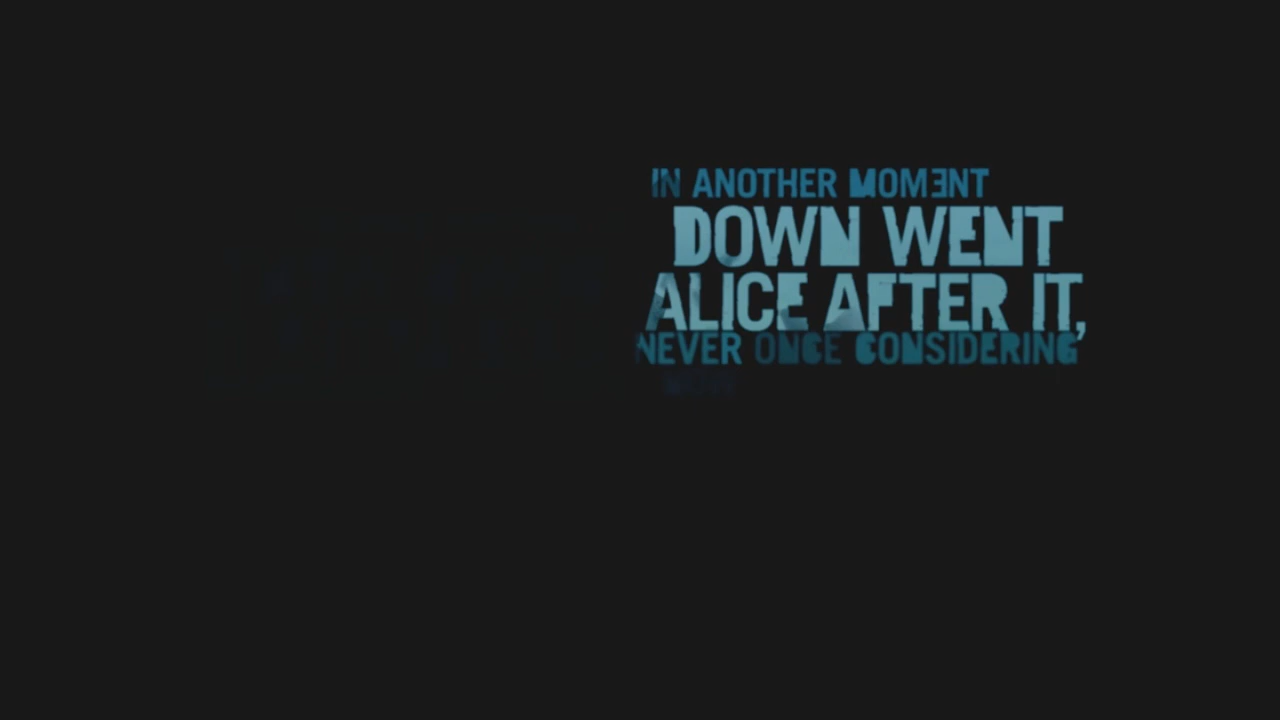 IN ANOTHER MOMENT
DOWN WENT
ALICE AFTER IT,
NEVER ONCE CONSIDERING